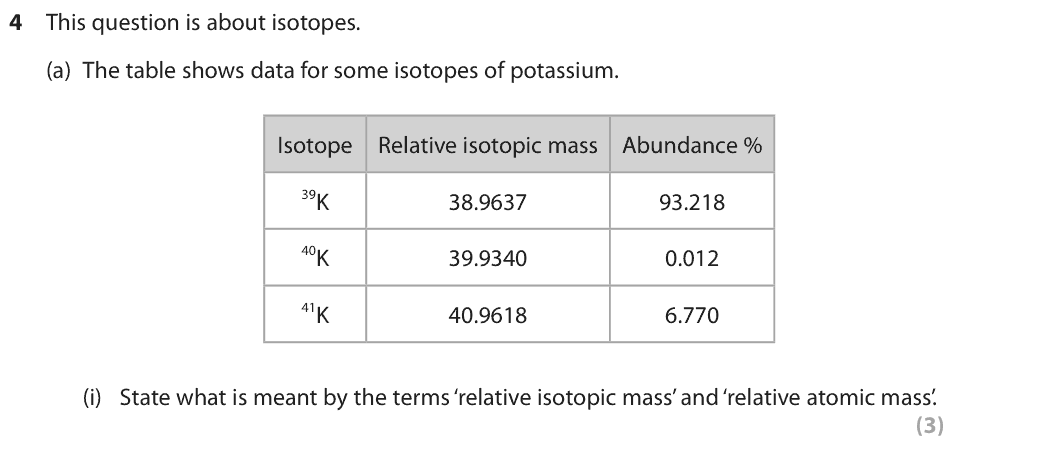 4 This question is about isotopes.
(a) The table shows data for some isotopes of potassium.
Isotope Relative isotopic mass Abundance %
³⁹K 38.9637 93.218
⁴⁰K 39.9340 0.012
⁴¹K 40.9618 6.770
(i) State what is meant by the terms ‘relative isotopic mass’ and ‘relative atomic mass’.
(3)